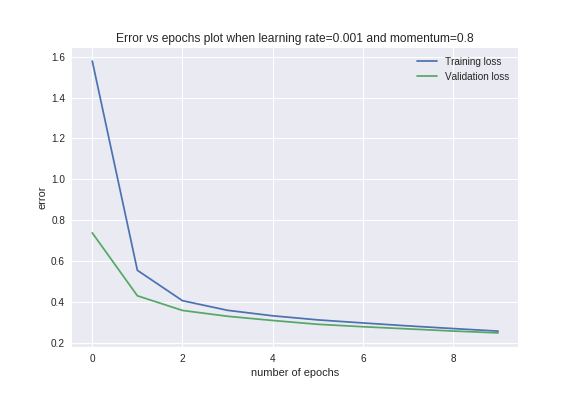 Error vs epochs plot when learning rate=0.001 and momentum=0.8
Training loss
Validation loss
1.6
1.4
1.2
1.0
0.8
0.6
0.4
0.2
error
0
2
4
6
8
number of epochs